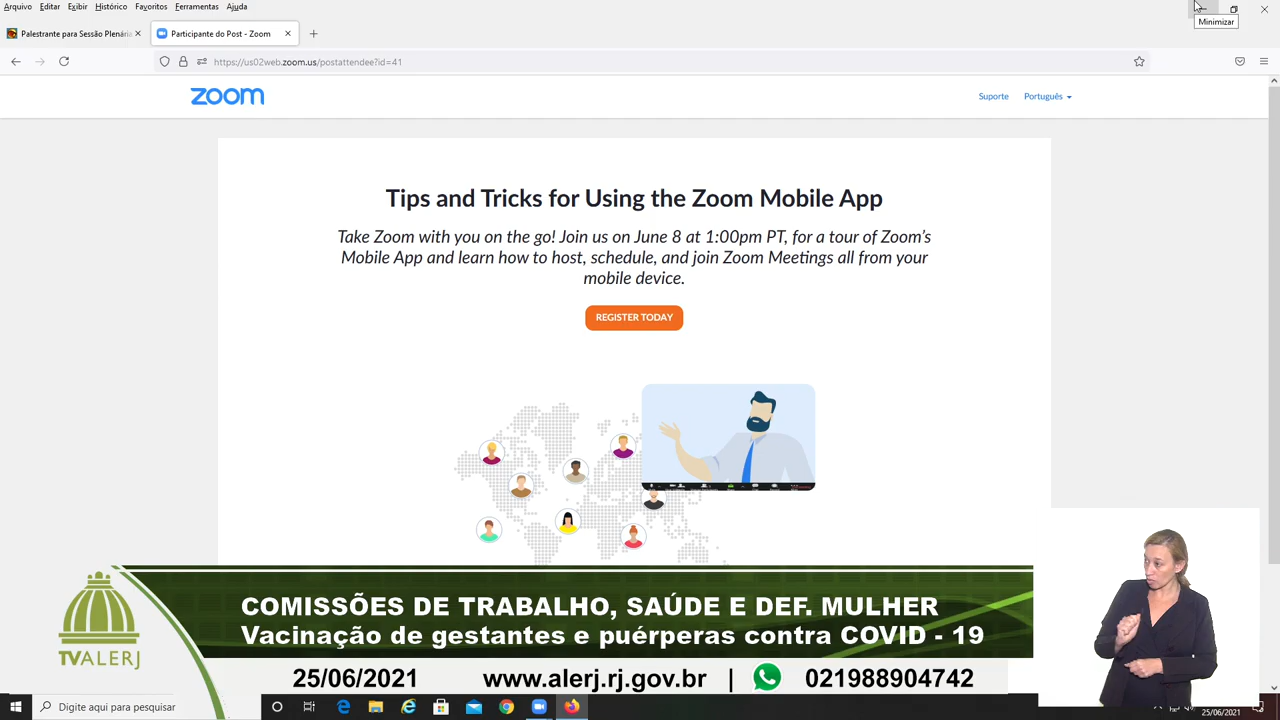 Arquivo Editar Exibir Histórico Favoritos Ferramentas Ajuda
Minimizar
Palestrante para Sessão Plenária
Participante do Post - Zoom
https://us02web.zoom.us/postattendee?id=41
zoom
Suporte Português
Tips and Tricks for Using the Zoom Mobile App
Take Zoom with you on the go! Join us on June 8 at 1:00pm PT, for a tour of Zoom's
Mobile App and learn how to host, schedule, and join Zoom Meetings all from your
mobile device.
REGISTER TODAY
COMISSÕES DE TRABALHO, SAÚDE E DEF. MULHER
Vacinação de gestantes e puérperas contra COVID - 19
TVALERJ
25/06/2021 www.alerj.rj.gov.br | 021988904742
Digite aqui para pesquisar
25/06/2021